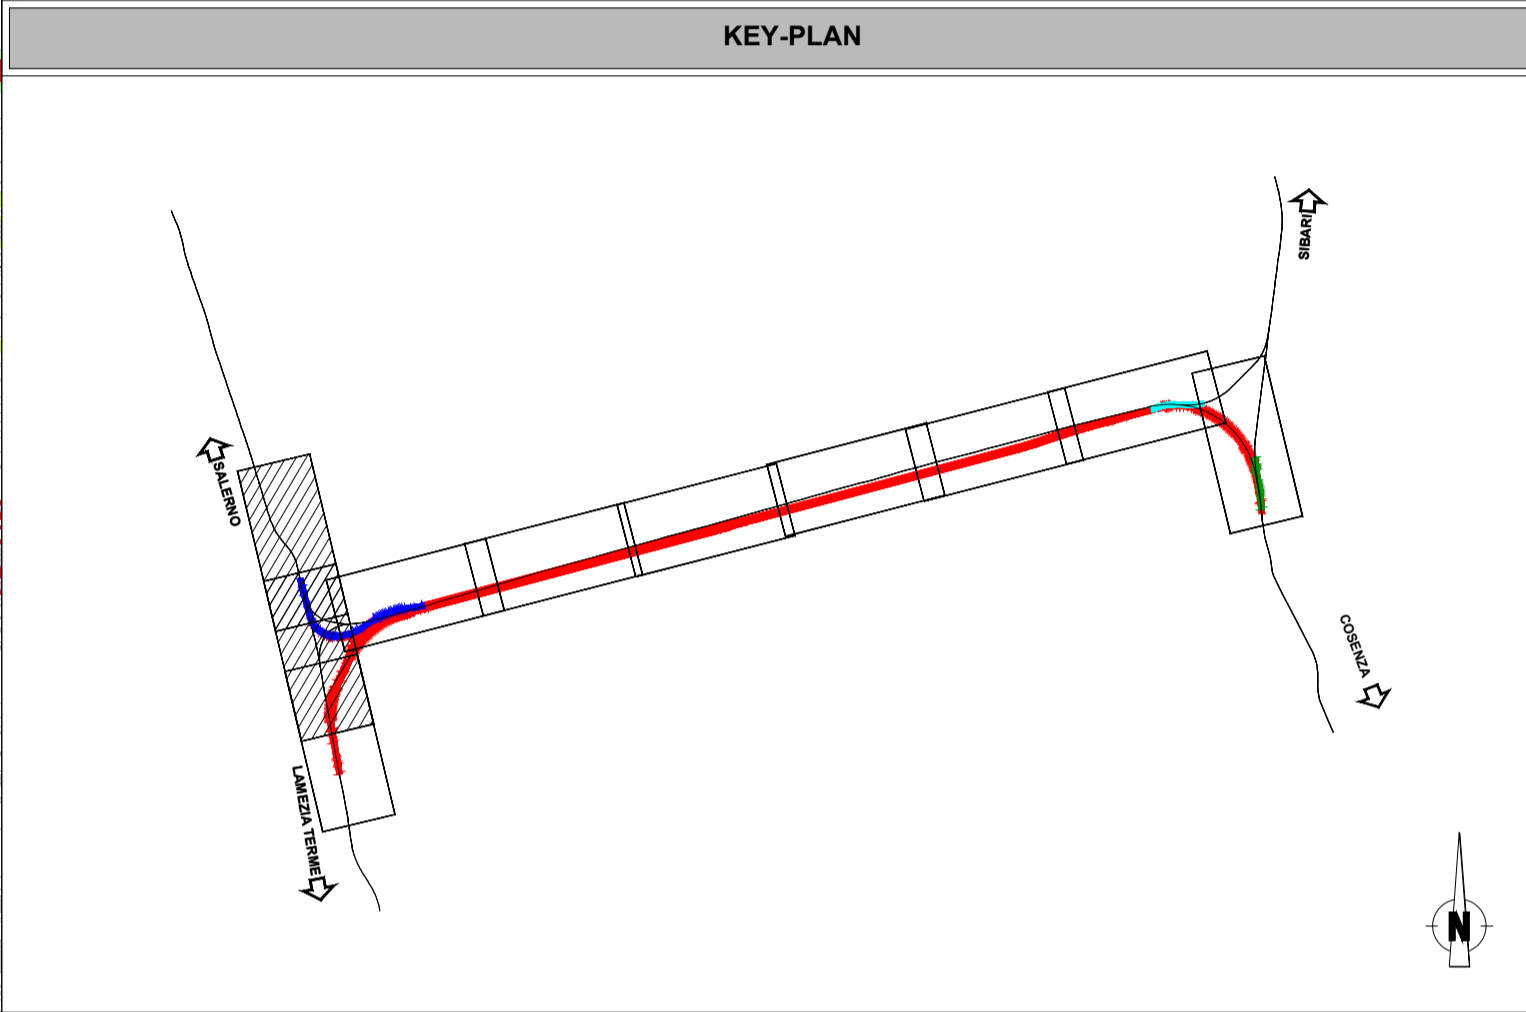 KEY-PLAN
SIBARI
SALERNO
COSENZA
LAMEZIA TERME
N